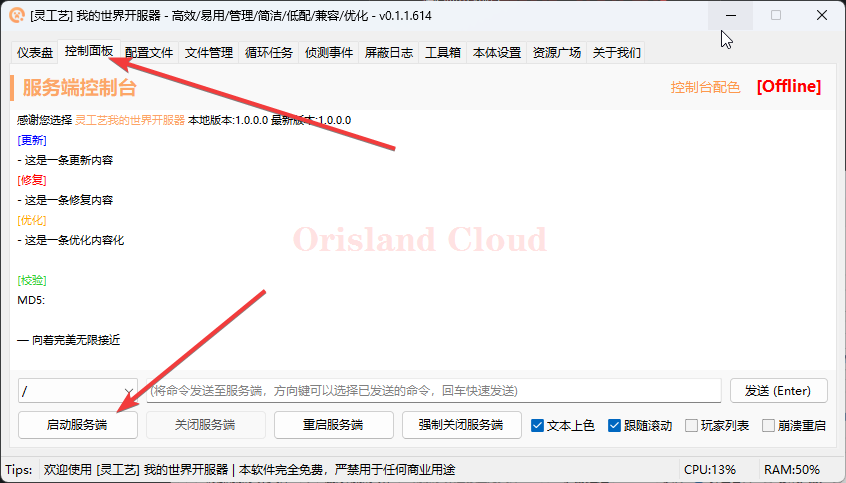 [灵工艺] 我的世界开服器 - 高效/易用/管理/简洁/低配/兼容/优化 - v0.1.1.614
仪表盘 控制面板 配置文件 文件管理 循环任务 侦测事件 屏蔽日志 工具箱 本体设置 资源广场 关于我们
服务端控制台 控制台配色 [Offline]
感谢您选择 灵工艺我的世界开服器 本地版本:1.0.0.0 最新版本:1.0.0.0
[更新]
- 这是一条更新内容
[修复]
- 这是一条修复内容
[优化]
- 这是一条优化内容化
Orisland Cloud
[校验]
MD5:
— 向着完美无限接近
/ (将命令发送至服务端，方向键可以选择已发送的命令，回车快速发送) 发送 (Enter)
启动服务端 关闭服务端 重启服务端 强制关闭服务端 文本上色 跟随滚动 玩家列表 崩溃重启
Tips: 欢迎使用 [灵工艺] 我的世界开服器 | 本软件完全免费，严禁用于任何商业用途 CPU:13% RAM:50%